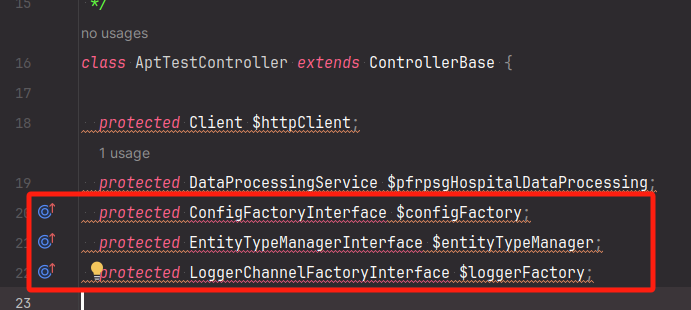 15 */
no usages
16 class AptTestController extends ControllerBase {
17
18 protected Client $httpClient;
1 usage
19 protected DataProcessingService $pfrpsgHospitalDataProcessing;
20 protected ConfigFactoryInterface $configFactory;
21 protected EntityTypeManagerInterface $entityTypeManager;
22 protected LoggerChannelFactoryInterface $loggerFactory;
23